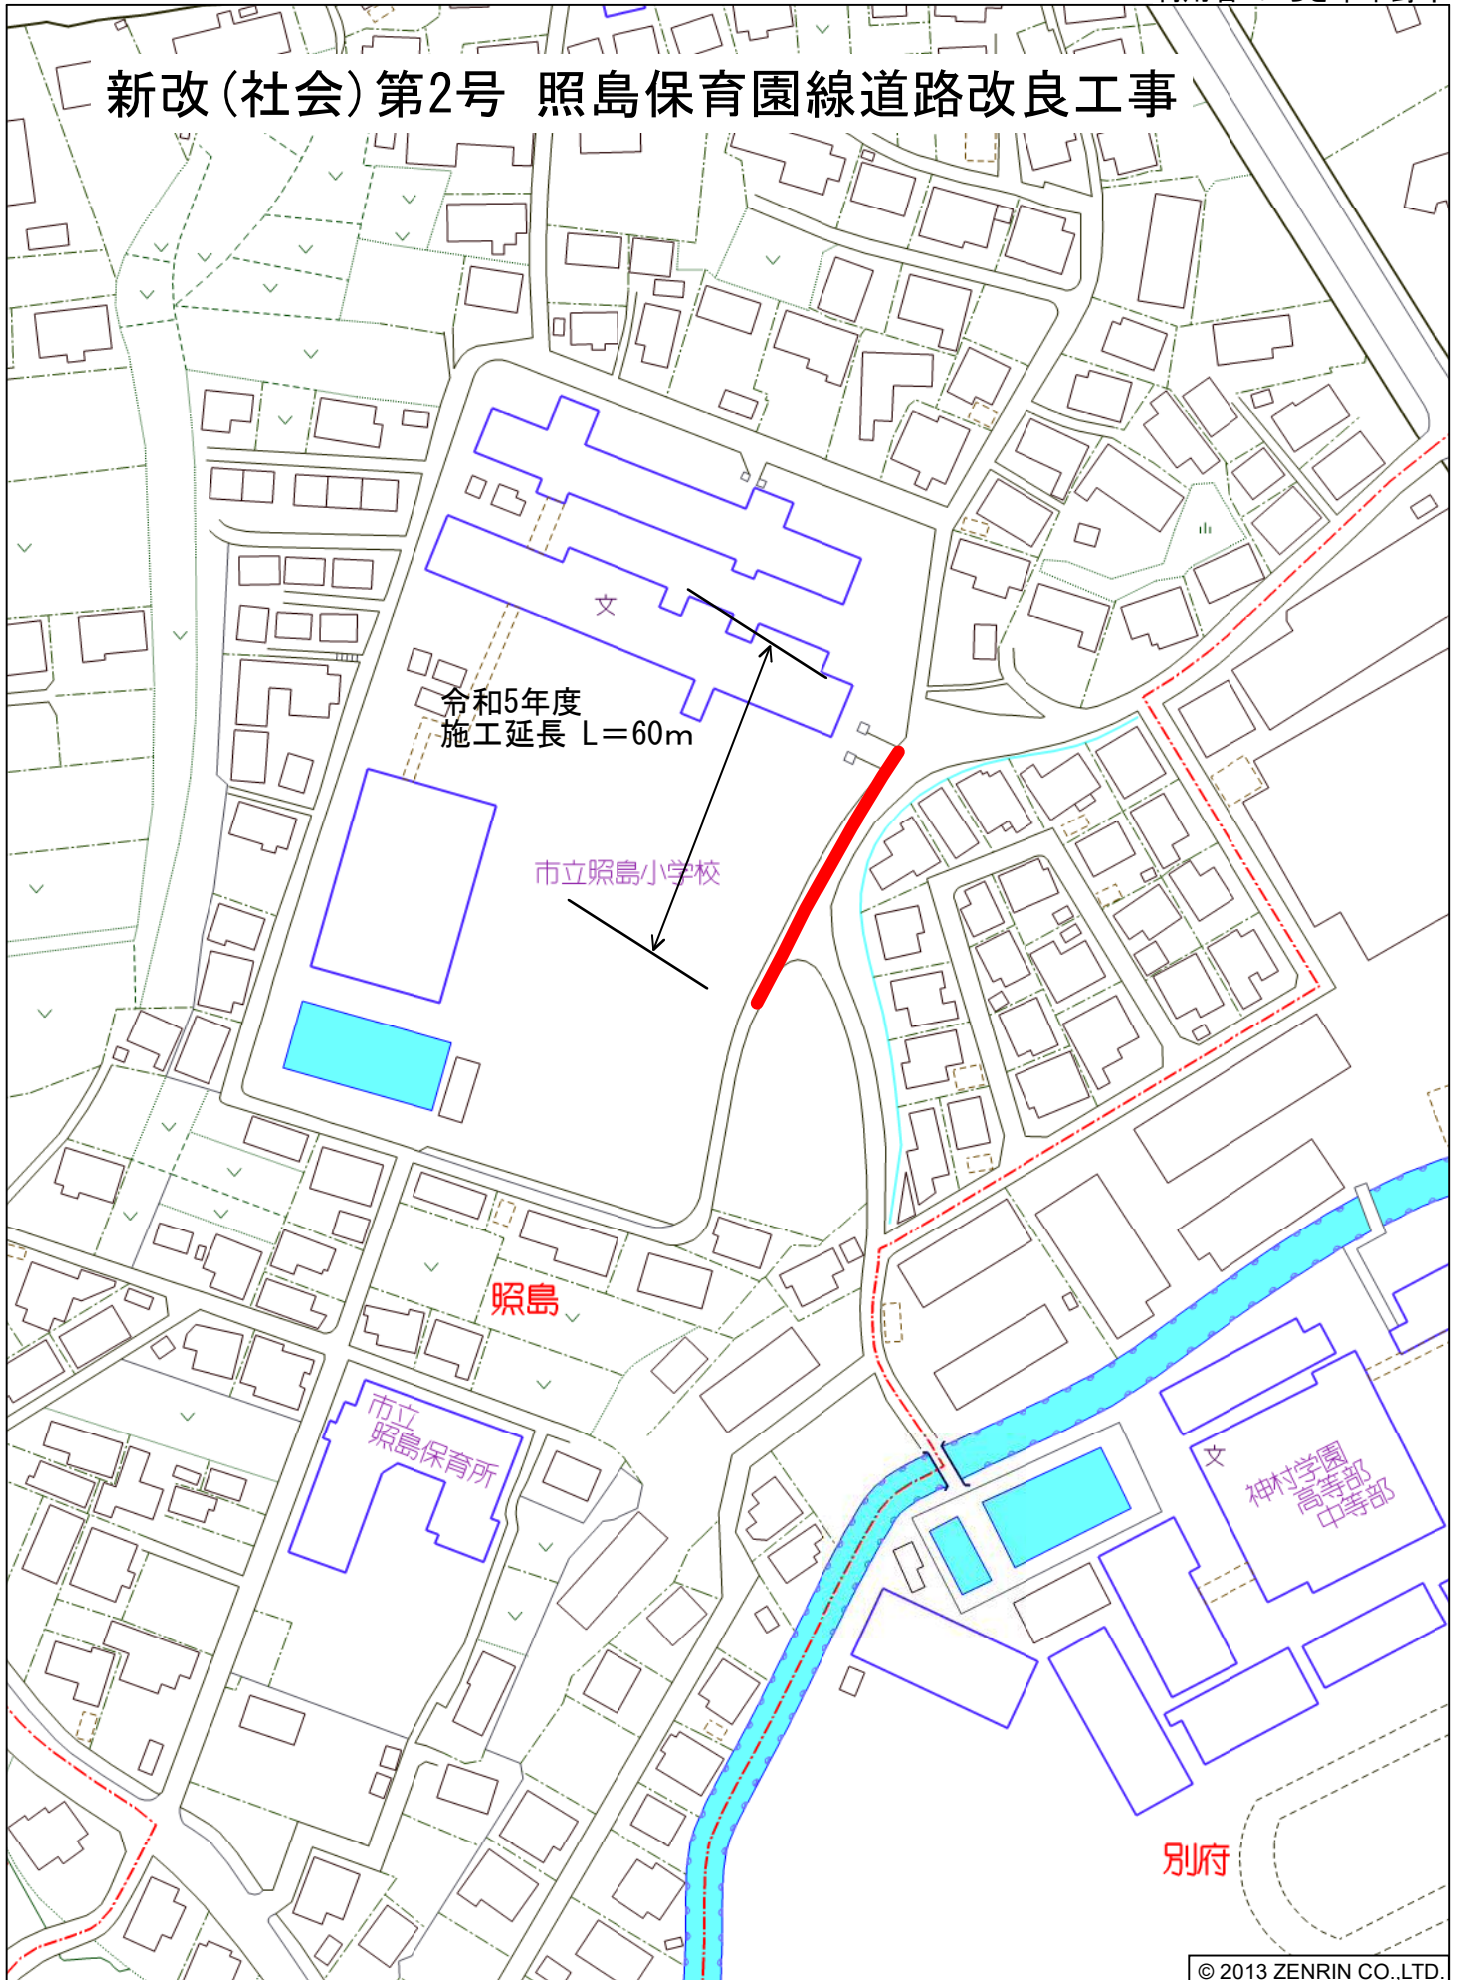 新改(社会)第2号 照島保育園線道路改良工事
文
令和5年度
施工延長 L=60m
市立照島小学校
照島
市立
照島保育所
文
神村学園
高等部
中等部
別府
© 2013 ZENRIN CO.,LTD.